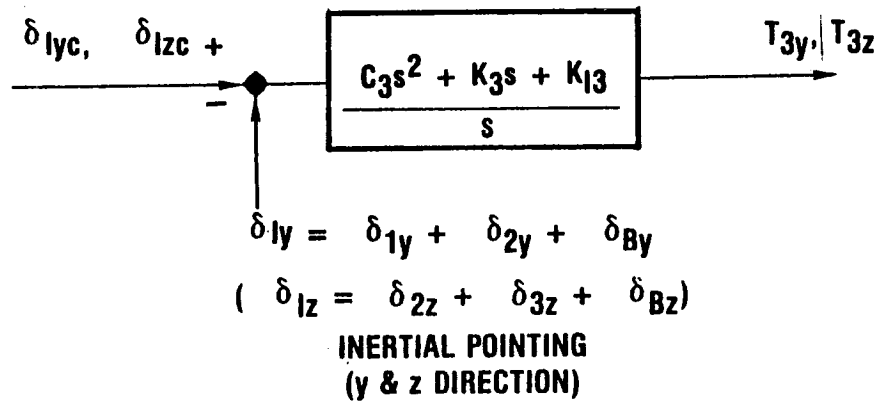 δIyc, δIzc +
T3y, T3z
C3s² + K3s + KI3
s
−
δIy = δ1y + δ2y + δBy
( δIz = δ2z + δ3z + δBz)
INERTIAL POINTING
(y & z DIRECTION)